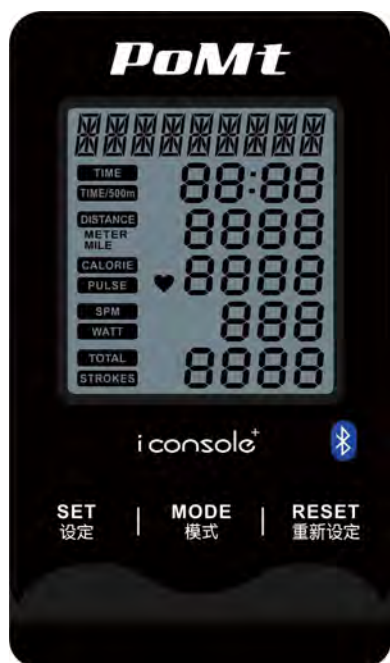 PoMt
TIME
88:88
TIME/500m
DISTANCE
8888
METER
MILE
CALORIE
8888
PULSE
SPM
888
WATT
TOTAL
8888
STROKES
i console+
SET
MODE
RESET
设定
模式
重新设定